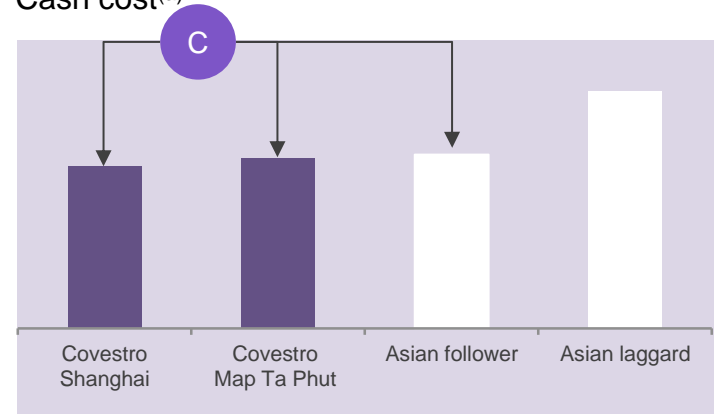 Cash cost
C
Covestro
Shanghai
Covestro
Map Ta Phut
Asian follower
Asian laggard